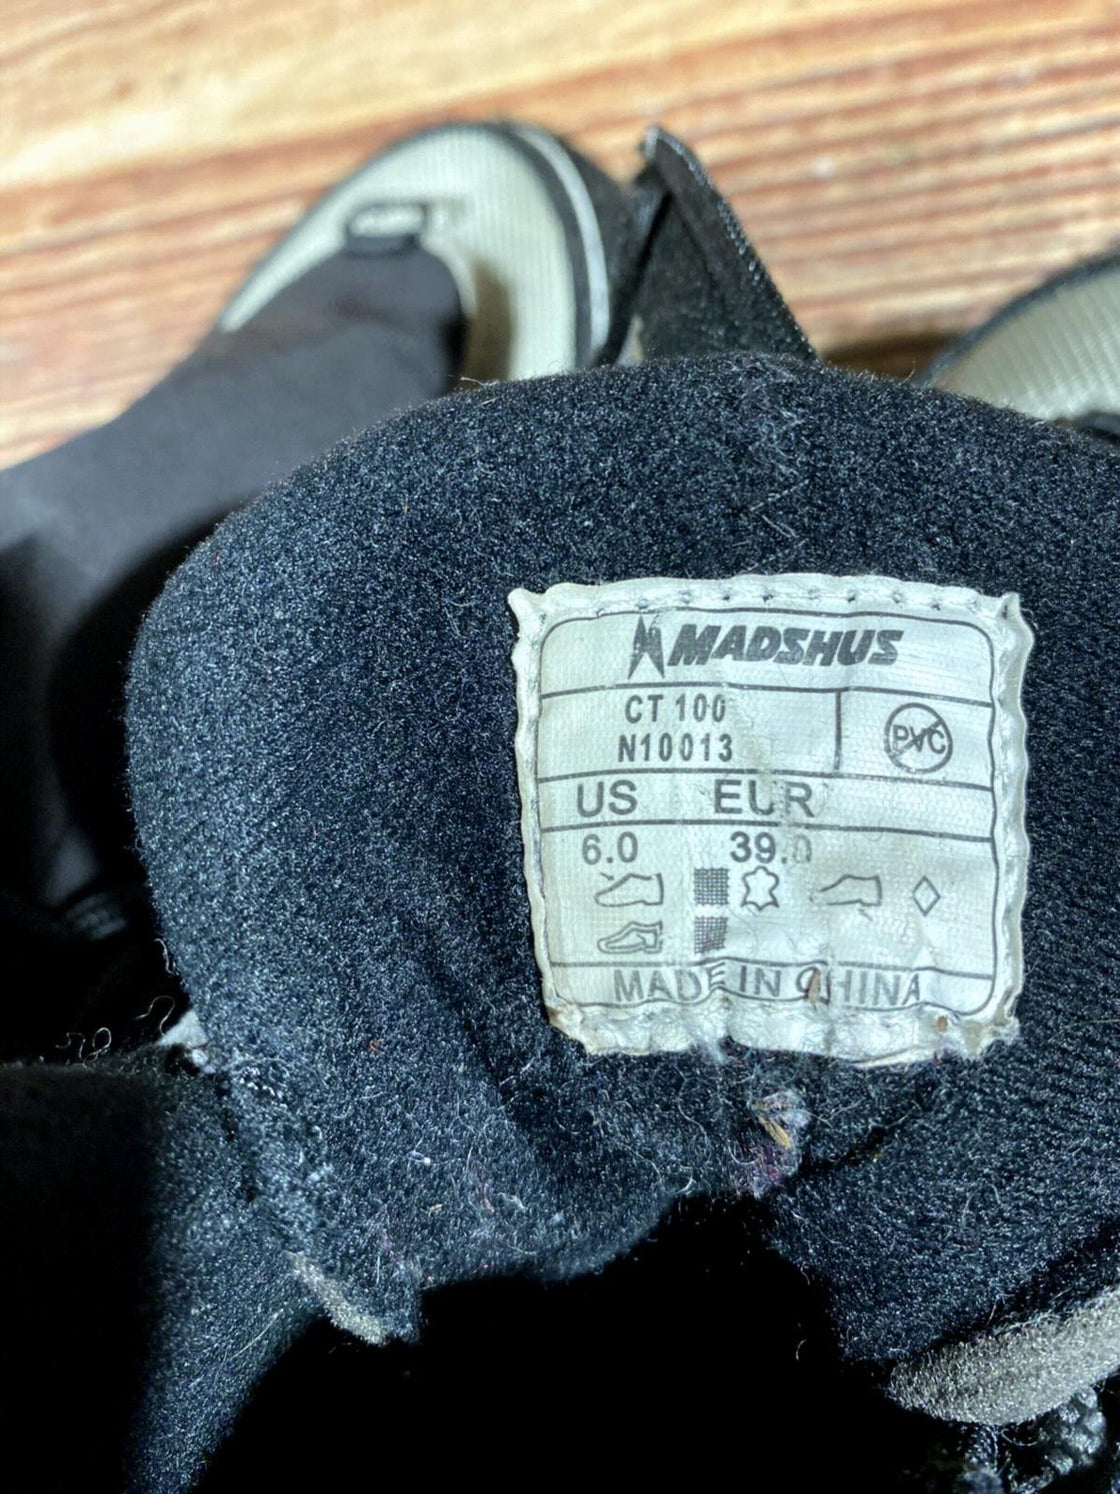 MADSHUS
CT 100
N10013
PVC
US EUR
6.0 39.0
MADE IN CHINA